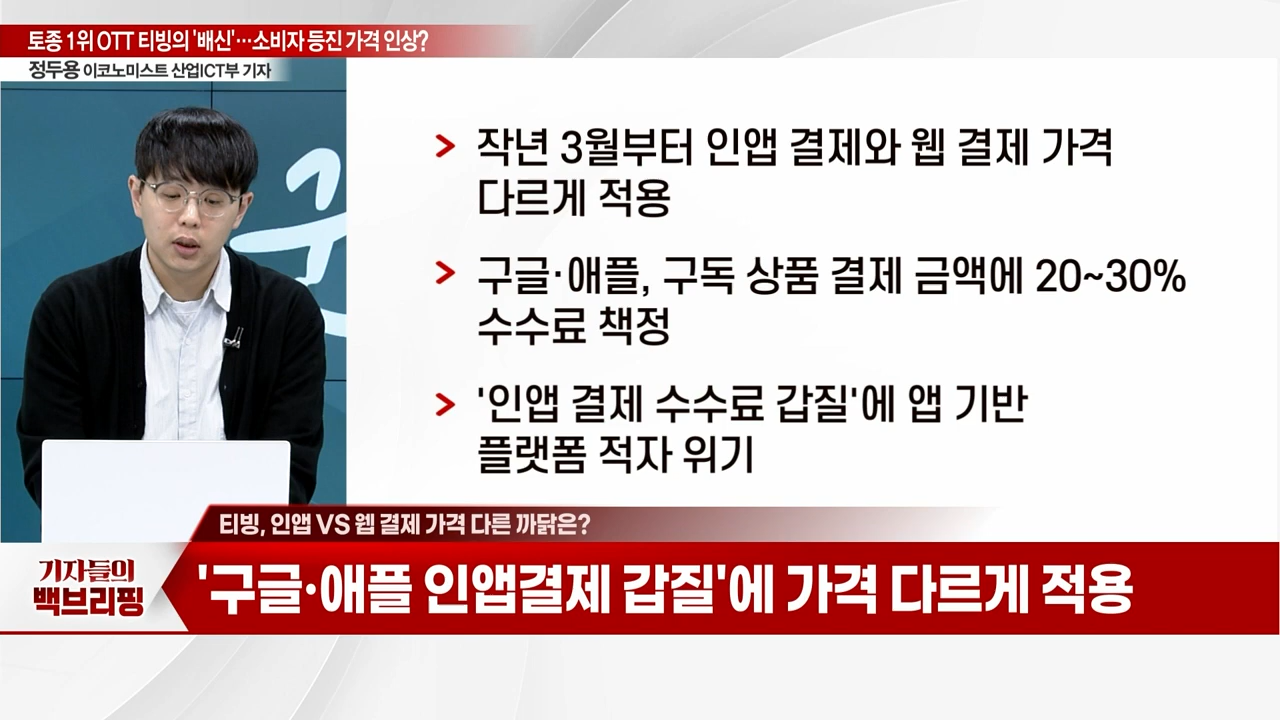 토종 1위 OTT 티빙의 '배신'…소비자 등진 가격 인상?
정두용 이코노미스트 산업ICT부 기자
> 작년 3월부터 인앱 결제와 웹 결제 가격
다르게 적용
> 구글·애플, 구독 상품 결제 금액에 20~30%
수수료 책정
> '인앱 결제 수수료 갑질'에 앱 기반
플랫폼 적자 위기
티빙, 인앱 VS 웹 결제 가격 다른 까닭은?
기자들의
백브리핑
'구글·애플 인앱결제 갑질'에 가격 다르게 적용